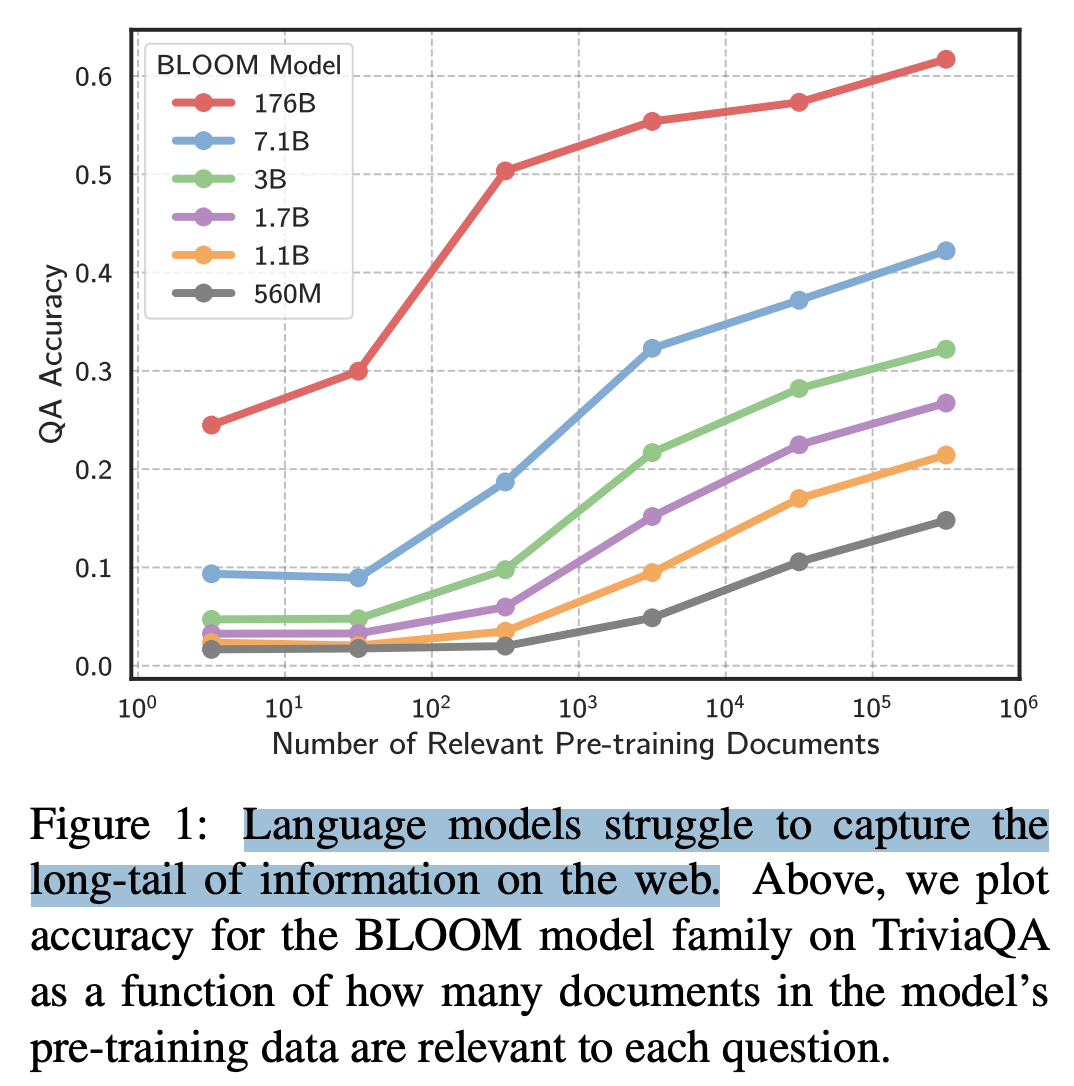 BLOOM Model
176B
7.1B
3B
1.7B
1.1B
560M
QA Accuracy
0.6
0.5
0.4
0.3
0.2
0.1
0.0
10⁰ 10¹ 10² 10³ 10⁴ 10⁵ 10⁶
Number of Relevant Pre-training Documents
Figure 1: Language models struggle to capture the
long-tail of information on the web. Above, we plot
accuracy for the BLOOM model family on TriviaQA
as a function of how many documents in the model’s
pre-training data are relevant to each question.